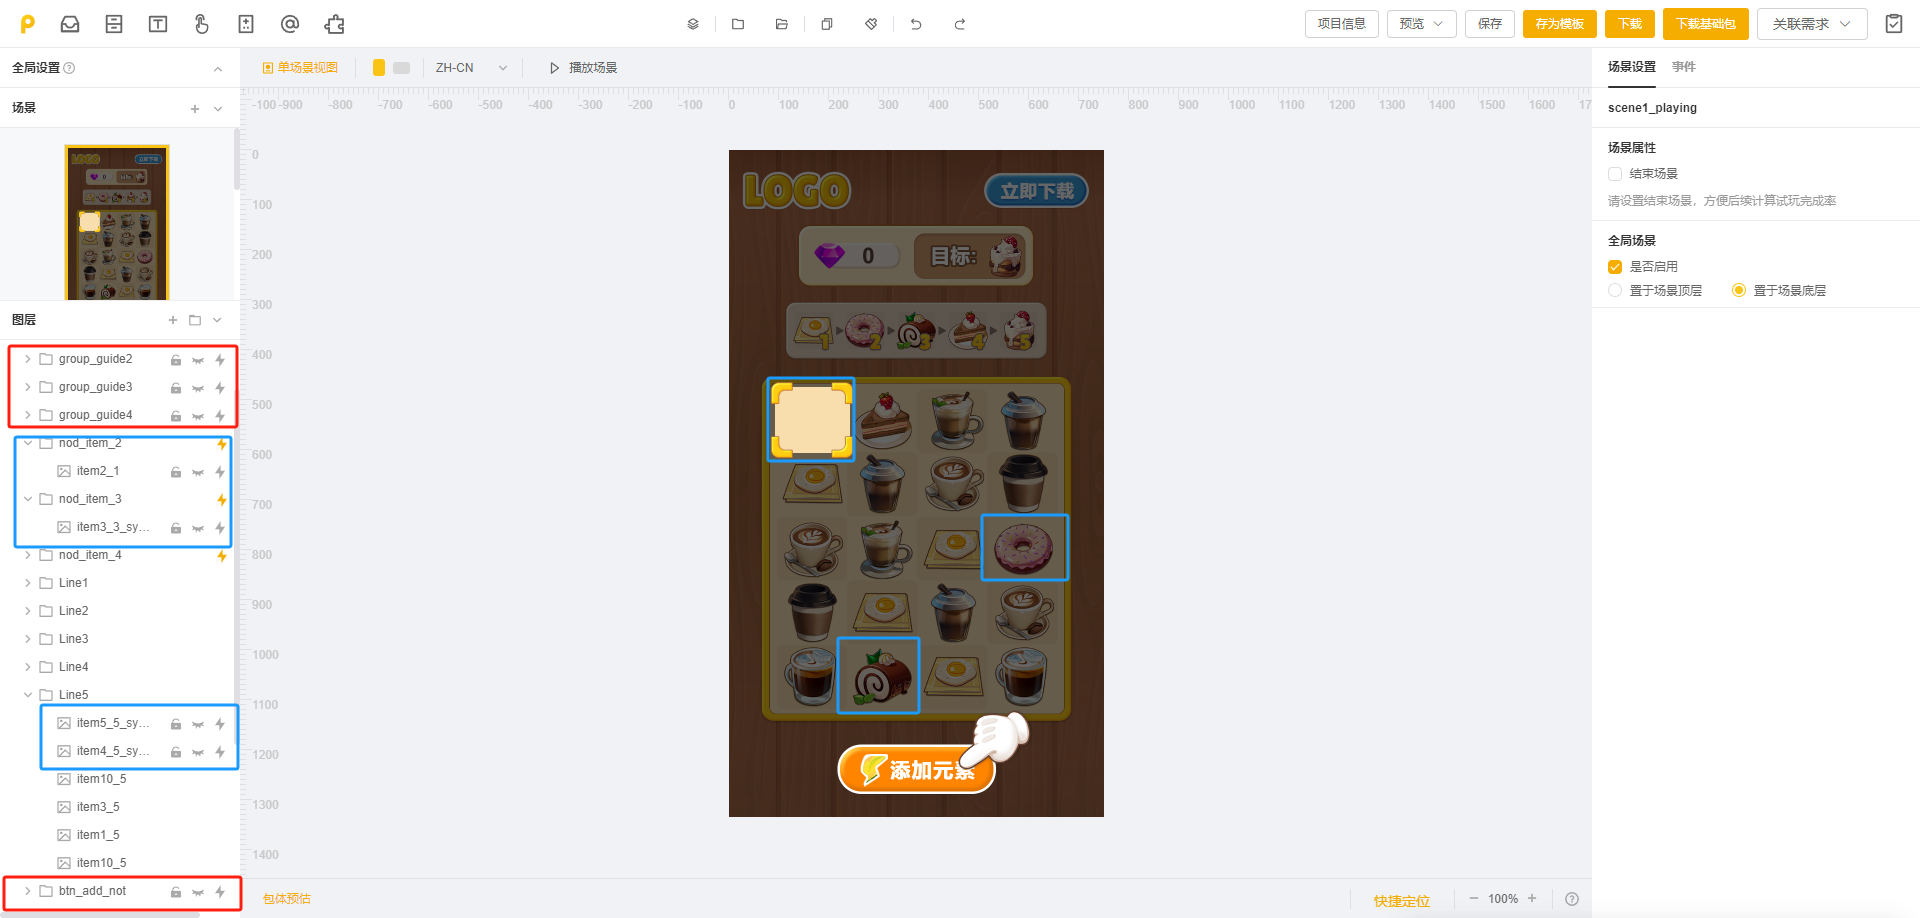 项目信息
预览
保存
存为模板
下载
下载基础包
关联需求
全局设置
单场景视图
ZH-CN
播放场景
场景设置
事件
-100
-900
-800
-700
-600
-500
-400
-300
-200
-100
0
100
200
300
400
500
600
700
800
900
1000
1100
1200
1300
1400
1500
1600
17
场景
scene1_playing
场景属性
结束场景
请设置结束场景，方便后续计算试玩完成率
全局场景
是否启用
置于场景顶层
置于场景底层
图层
group_guide2
group_guide3
group_guide4
nod_item_2
item2_1
nod_item_3
item3_3_sy...
nod_item_4
Line1
Line2
Line3
Line4
Line5
item5_5_sy...
item4_5_sy...
item10_5
item3_5
item1_5
item10_5
btn_add_not
0
100
200
300
400
500
600
700
800
900
1000
1100
1200
1300
1400
LOGO
立即下载
0
目标:
1
2
3
4
5
添加元素
包体预估
快捷定位
100%